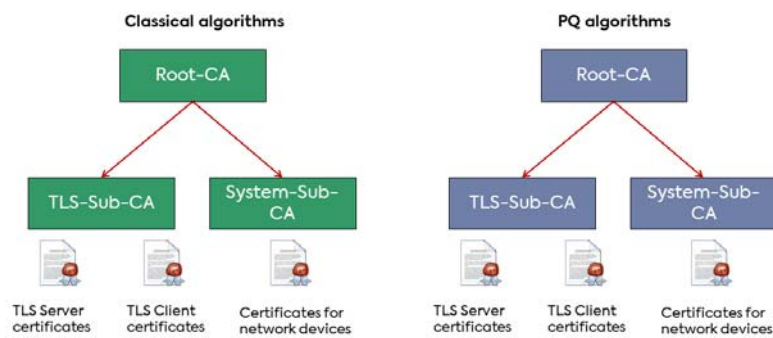 Classical algorithms
PQ algorithms
Root-CA
Root-CA
TLS-Sub-CA
System-Sub-
CA
TLS-Sub-CA
System-Sub-
CA
TLS Server
certificates
TLS Client
certificates
Certificates for
network devices
TLS Server
certificates
TLS Client
certificates
Certificates for
network devices